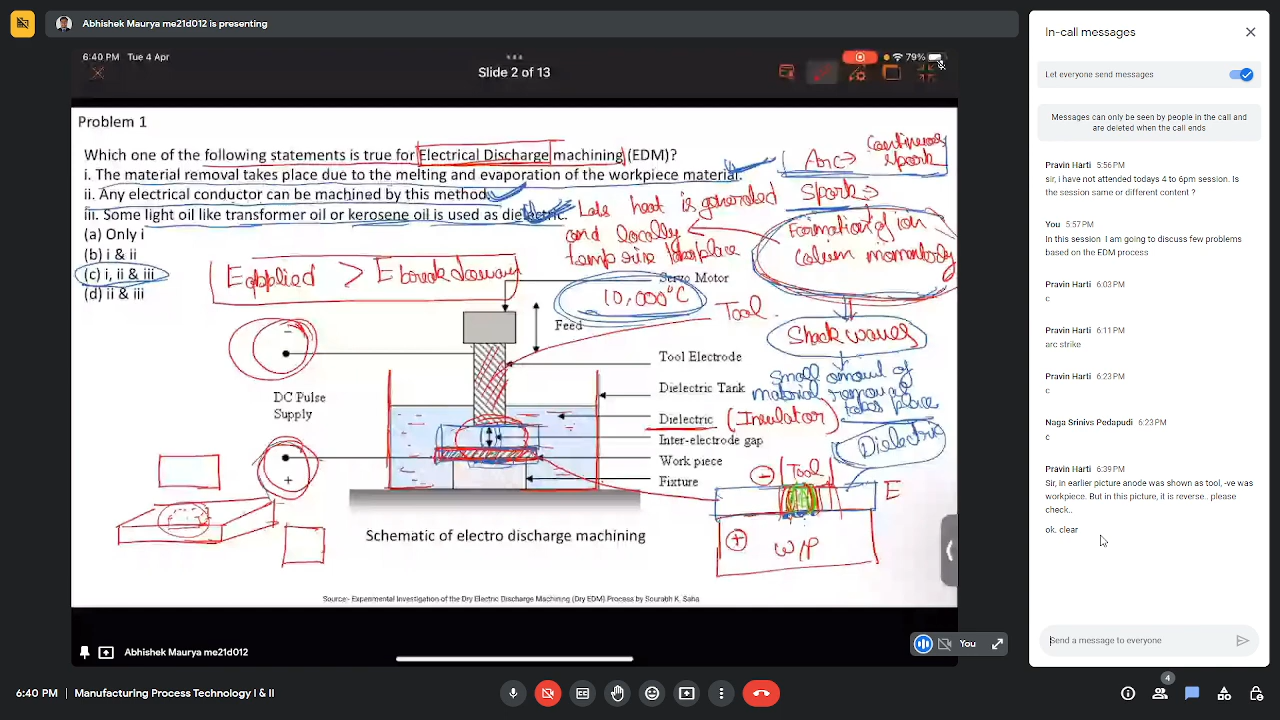 Abhishek Maurya me21d012 is presenting
6:40 PM Tue 4 Apr
79%
Slide 2 of 13
Problem 1
Which one of the following statements is true for Electrical Discharge machining (EDM)?
i. The material removal takes place due to the melting and evaporation of the workpiece material.
ii. Any electrical conductor can be machined by this method.
iii. Some light oil like transformer oil or kerosene oil is used as dielectric.
(a) Only i
(b) i & ii
(c) i, ii & iii
(d) ii & iii
Arc → continuous
spark
Spark →
Formation of ion
momentarily
Lots heat is generated
and locally
temp rise takes place
10,000°C
E applied > E breakdown
Shock waves
Small amount of
material removal
takes place
Dielectric
Tool
(Insulator)
Servo Motor
Feed
Tool Electrode
Dielectric Tank
Dielectric
Inter-electrode gap
Work piece
Fixture
DC Pulse
Supply
−
+
Tool
E
+
W/P
Schematic of electro discharge machining
Source:- Experimental Investigation of the Dry Electric Discharge Machining (Dry EDM) Process by Sourabh K. Saha
Abhishek Maurya me21d012
You
6:40 PM | Manufacturing Process Technology I & II
In-call messages
Let everyone send messages
Messages can only be seen by people in the call and
are deleted when the call ends
Pravin Harti 5:56 PM
sir, i have not attended todays 4 to 6pm session. Is
the session same or different content ?
You 5:57 PM
In this session I am going to discuss few problems
based on the EDM process
Pravin Harti 6:03 PM
c
Pravin Harti 6:11 PM
arc strike
Pravin Harti 6:23 PM
c
Naga Srinivs Pedapudi 6:23 PM
c
Pravin Harti 6:39 PM
Sir, in earlier picture anode was shown as tool, -ve was
workpiece. But in this picture, it is reverse.. please
check..
ok. clear
Send a message to everyone
4